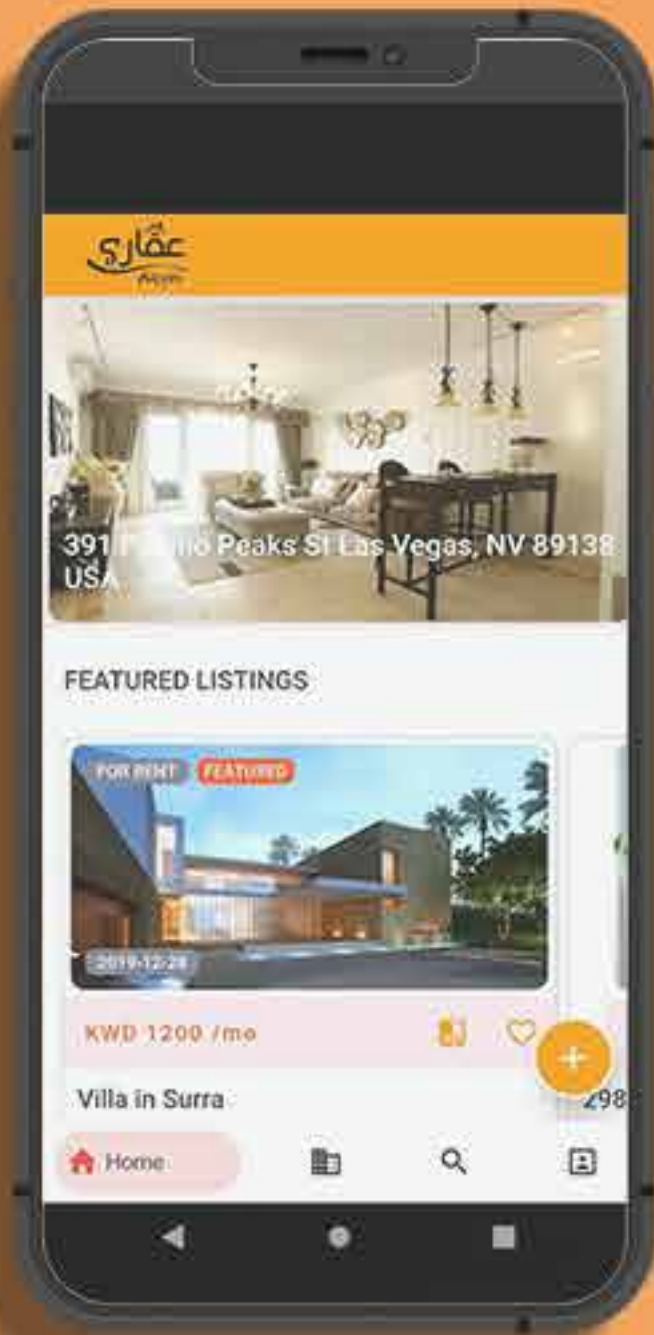 عقاري
391
Peaks St Las Vegas, NV 89138
USA
FEATURED LISTINGS
FOR RENT FEATURED
2019-12-28
KWD 1200 /mo
Villa in Surra
298
Home